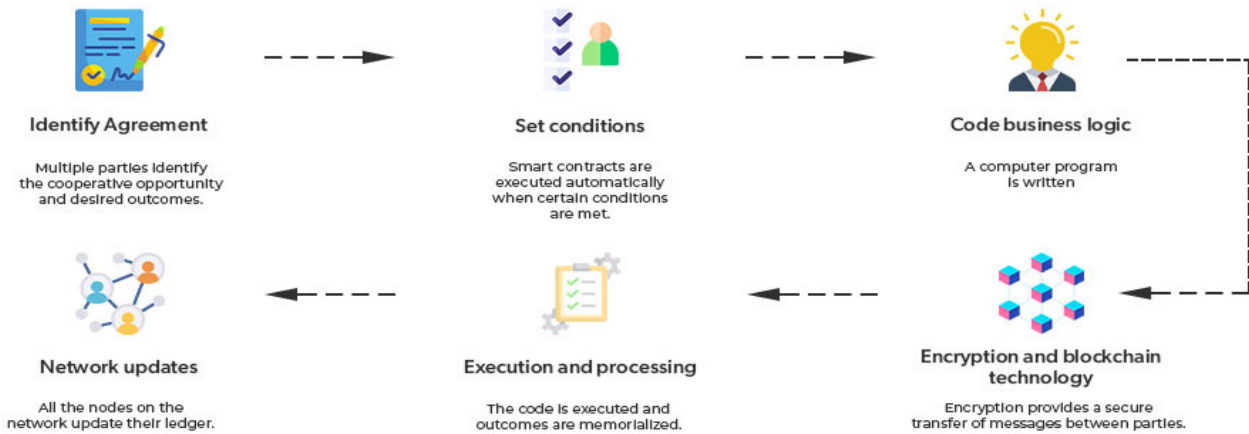 Identify Agreement
Multiple parties identify
the cooperative opportunity
and desired outcomes.
Set conditions
Smart contracts are
executed automatically
when certain conditions
are met.
Code business logic
A computer program
is written
Encryption and blockchain
technology
Encryption provides a secure
transfer of messages between parties.
Execution and processing
The code is executed and
outcomes are memorialized.
Network updates
All the nodes on the
network update their ledger.